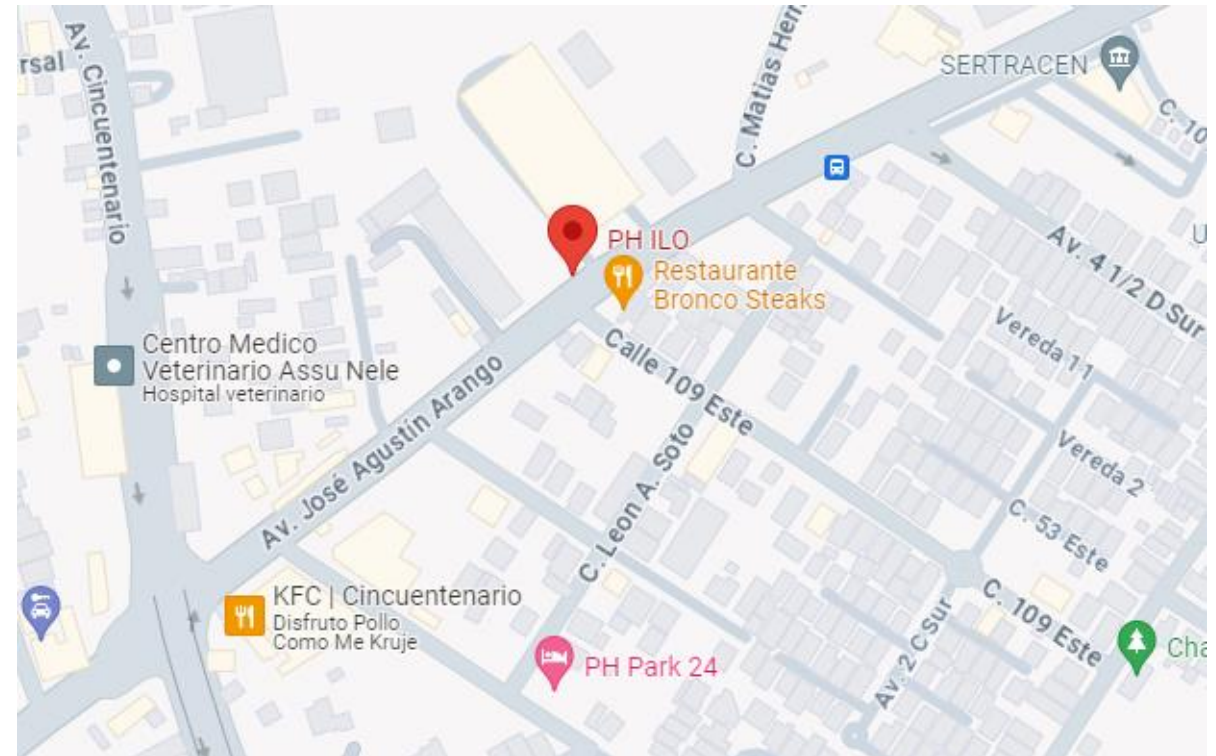 Av. Cincuentenario
rsal
C. Matias Hern
SERTRACEN
C. 10
PH ILO
Restaurante
Bronco Steaks
Av. 4 1/2 D Sur
U
Vereda 11
Centro Medico
Veterinario Assu Nele
Hospital veterinario
Calle 109 Este
Av. José Agustín Arango
Vereda 2
C. Leon A. Soto
C. 53 Este
KFC | Cincuentenario
Disfruto Pollo
Como Me Kruje
C. 109 Este
Cha
PH Park 24
Av. 2 C Sur